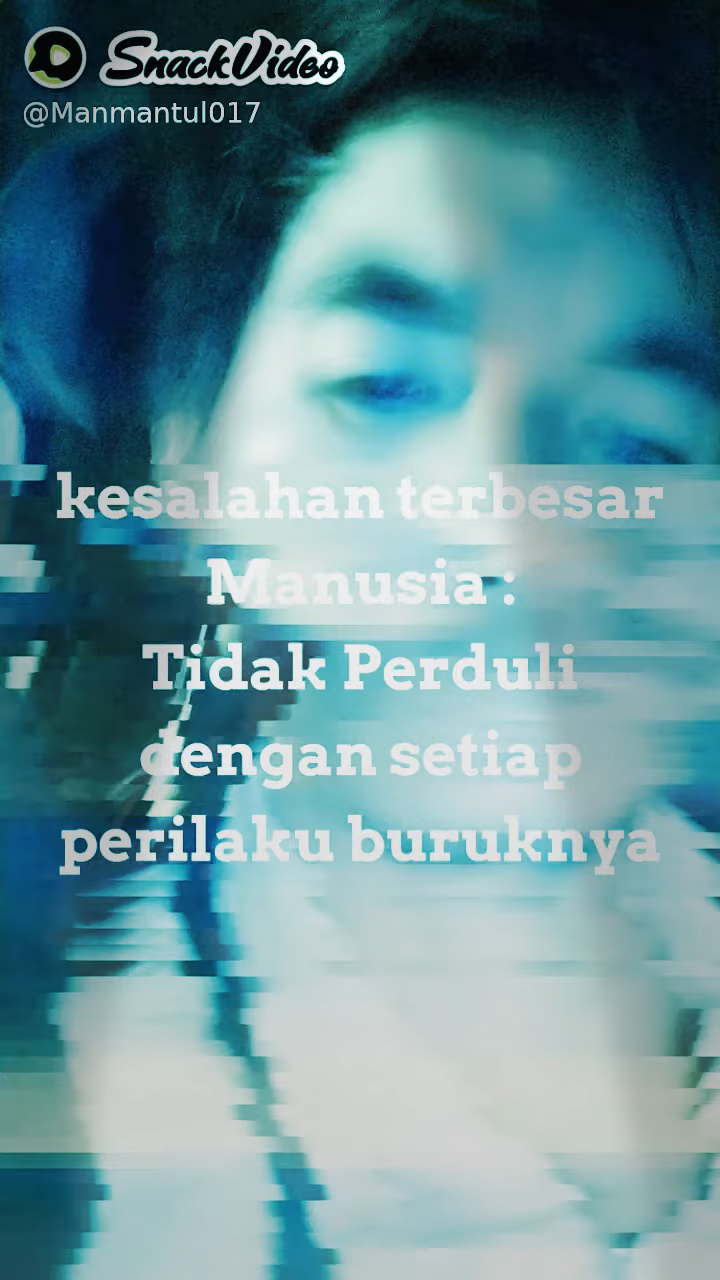 SnackVideo
@Manmantul017
kesalahan terbesar
Manusia :
Tidak Perduli
dengan setiap
perilaku buruknya